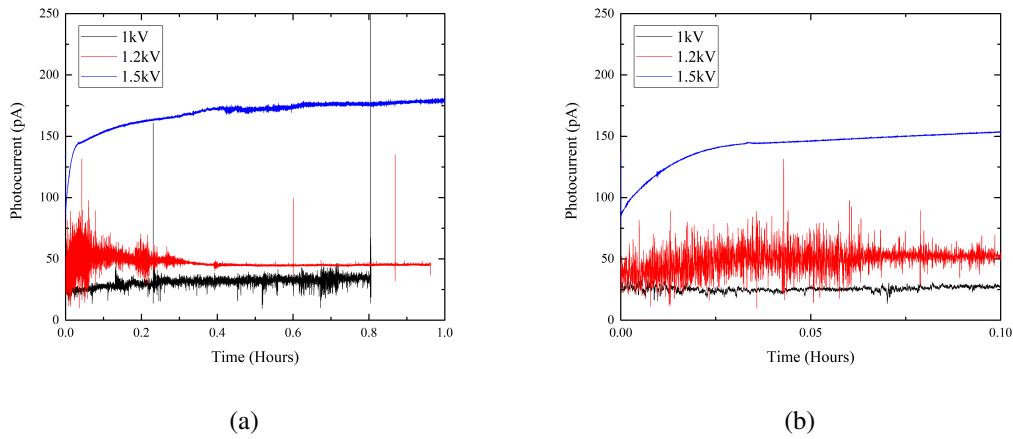 250
200
150
100
50
0
Photocurrent (pA)
1kV
1.2kV
1.5kV
0.0 0.2 0.4 0.6 0.8 1.0
Time (Hours)
(a)
250
200
150
100
50
0
Photocurrent (pA)
1kV
1.2kV
1.5kV
0.00 0.05 0.10
Time (Hours)
(b)